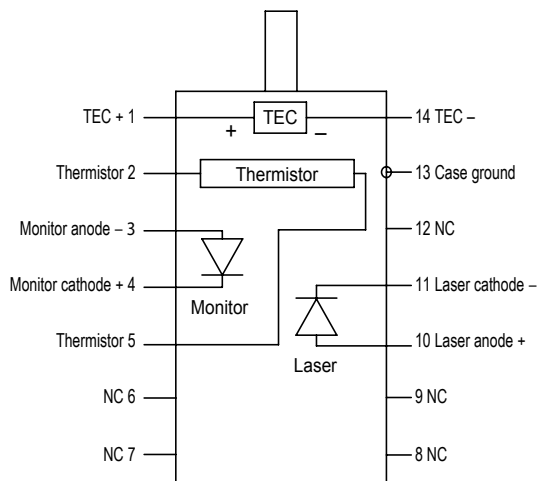 TEC + 1
TEC
+
–
14 TEC –
Thermistor 2
Thermistor
13 Case ground
Monitor anode – 3
12 NC
Monitor cathode + 4
Monitor
11 Laser cathode –
Thermistor 5
Laser
10 Laser anode +
NC 6
9 NC
NC 7
8 NC